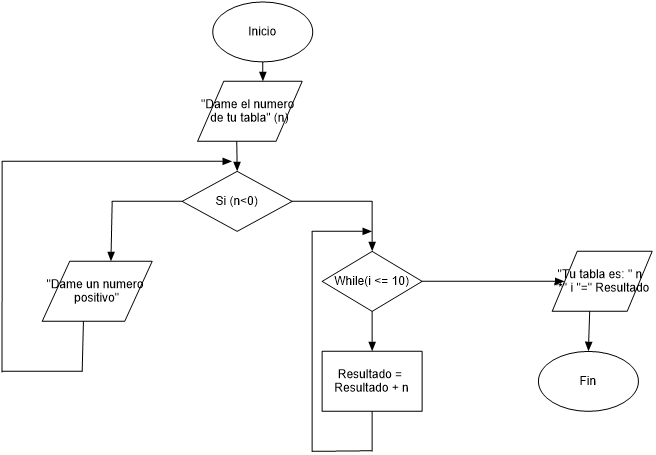 Inicio
"Dame el numero
de tu tabla" (n)
Si (n<0)
"Dame un numero
positivo"
While(i <= 10)
"Tu tabla es: " n
" i "=" Resultado
Resultado =
Resultado + n
Fin